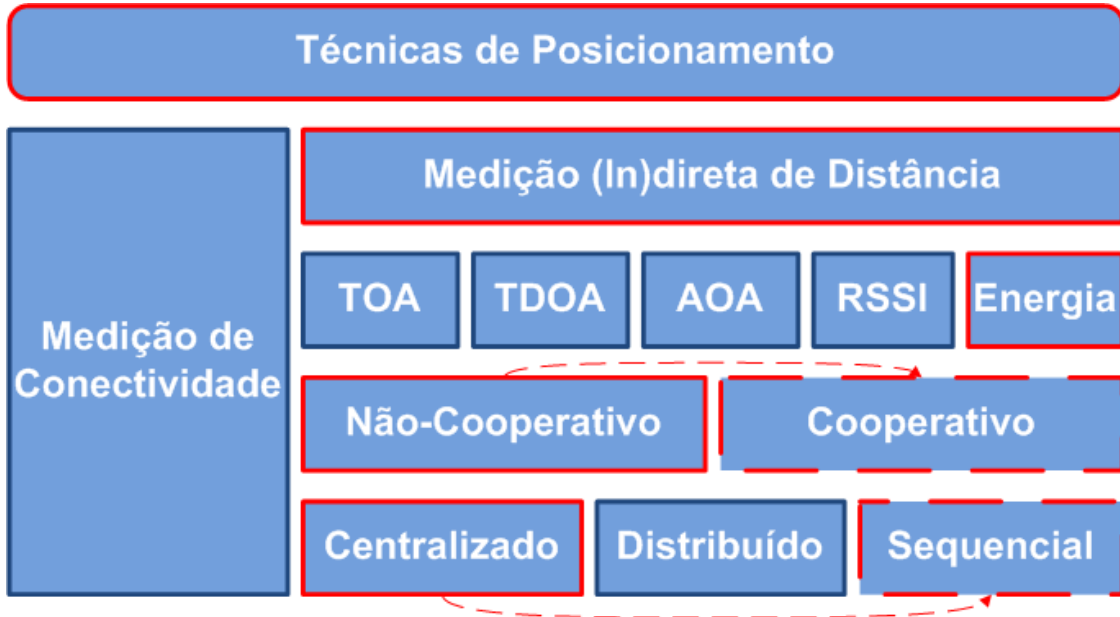 Técnicas de Posicionamento
Medição de
Conectividade
Medição (In)direta de Distância
TOA
TDOA
AOA
RSSI
Energia
Não-Cooperativo
Cooperativo
Centralizado
Distribuído
Sequencial